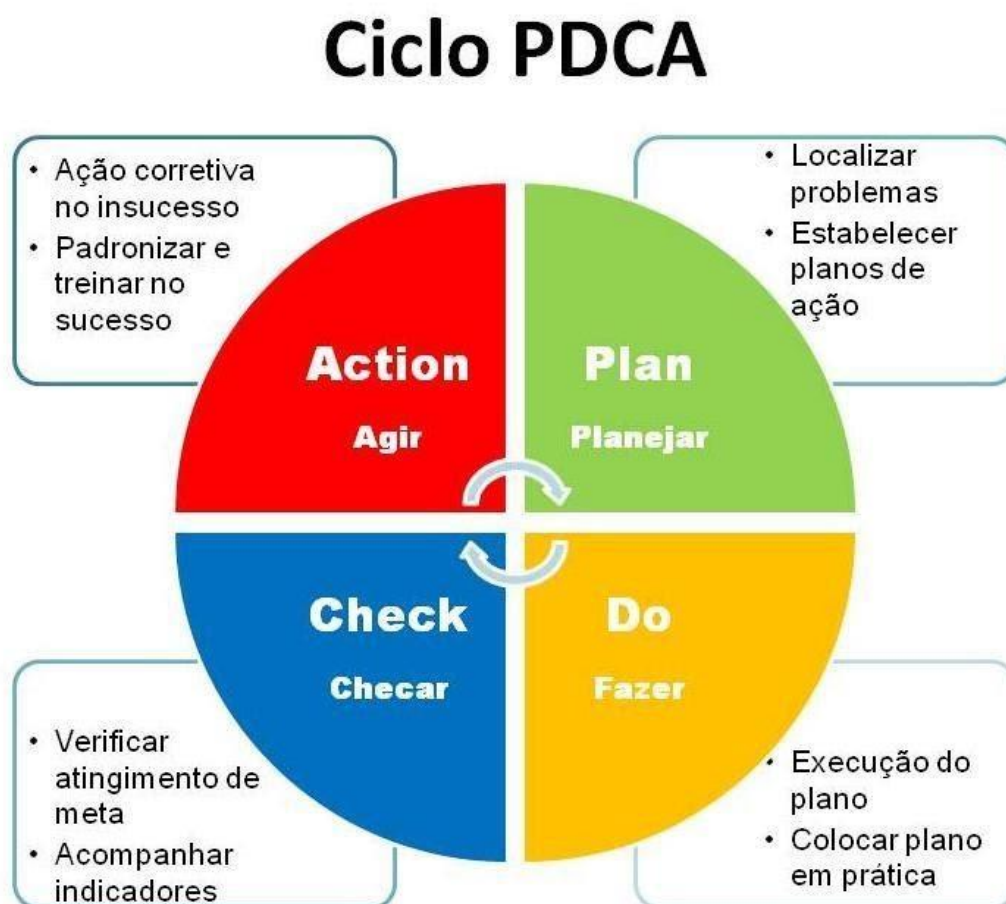 Ciclo PDCA
• Ação corretiva
no insucesso
• Padronizar e
treinar no
sucesso
• Localizar
problemas
• Estabelecer
planos de
ação
Action
Agir
Plan
Planejar
Check
Checar
Do
Fazer
• Verificar
atingimento de
meta
• Acompanhar
indicadores
• Execução do
plano
• Colocar plano
em prática